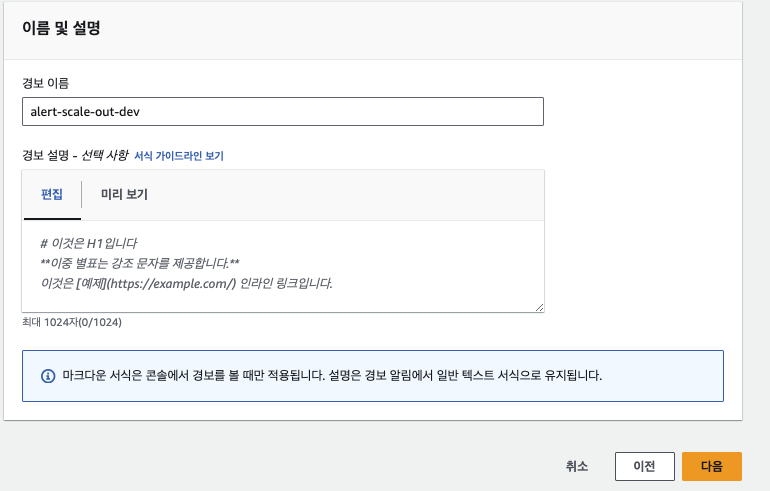 이름 및 설명
경보 이름
alert-scale-out-dev
경보 설명 - 선택 사항 서식 가이드라인 보기
편집 미리 보기
# 이것은 H1입니다
**이중 별표는 강조 문자를 제공합니다.**
이것은 [예제](https://example.com/) 인라인 링크입니다.
최대 1024자(0/1024)
마크다운 서식은 콘솔에서 경보를 볼 때만 적용됩니다. 설명은 경보 알림에서 일반 텍스트 서식으로 유지됩니다.
취소 이전 다음